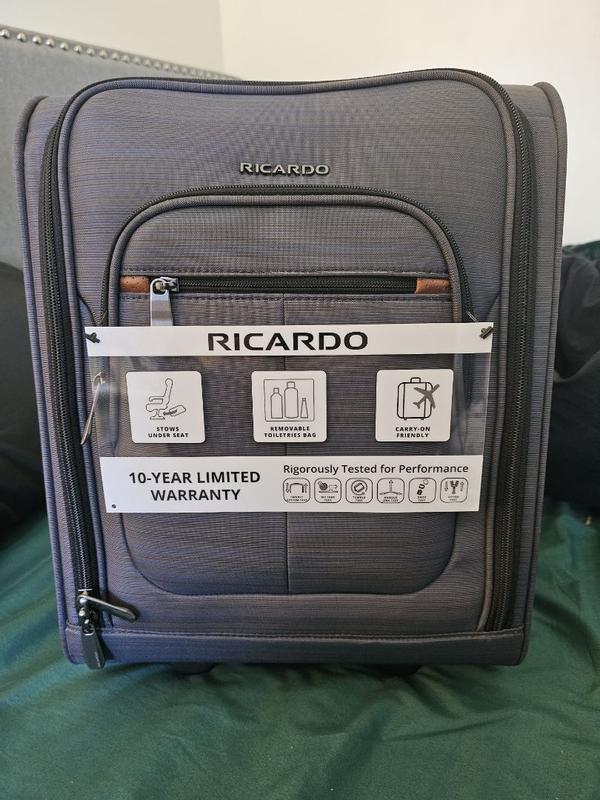 RICARDO
RICARDO
STOWS
UNDER SEAT
REMOVABLE
TOILETRIES BAG
CARRY-ON
FRIENDLY
10-YEAR LIMITED
WARRANTY
Rigorously Tested for Performance